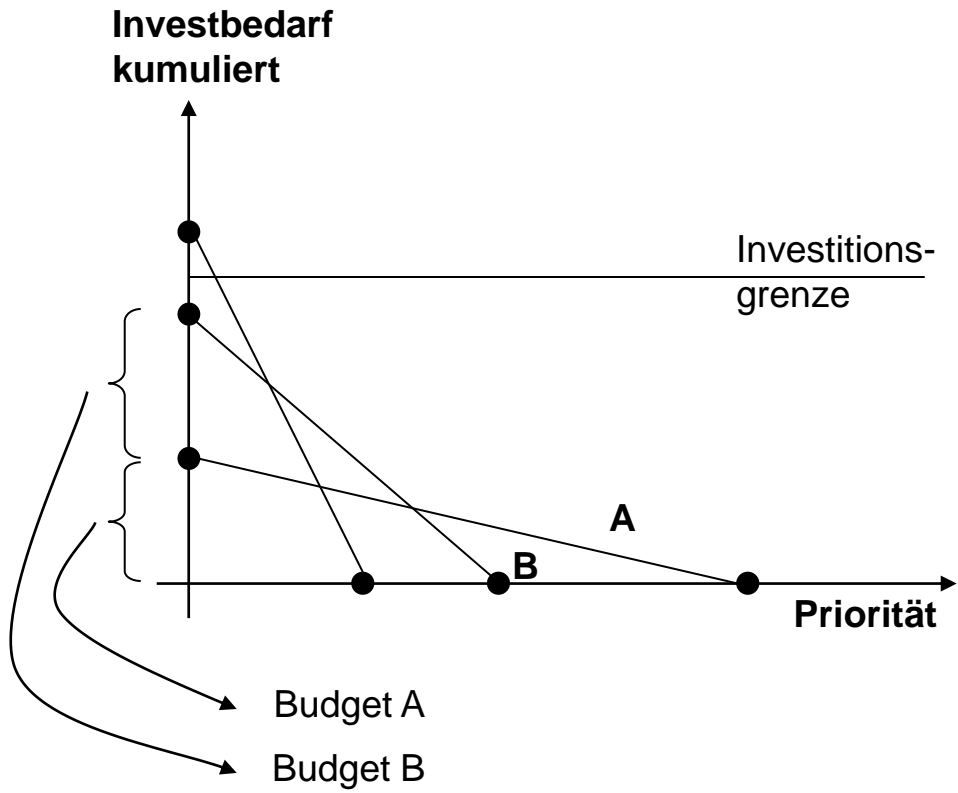 Investbedarf
kumuliert
Investitions-
grenze
A
B
Priorität
Budget A
Budget B